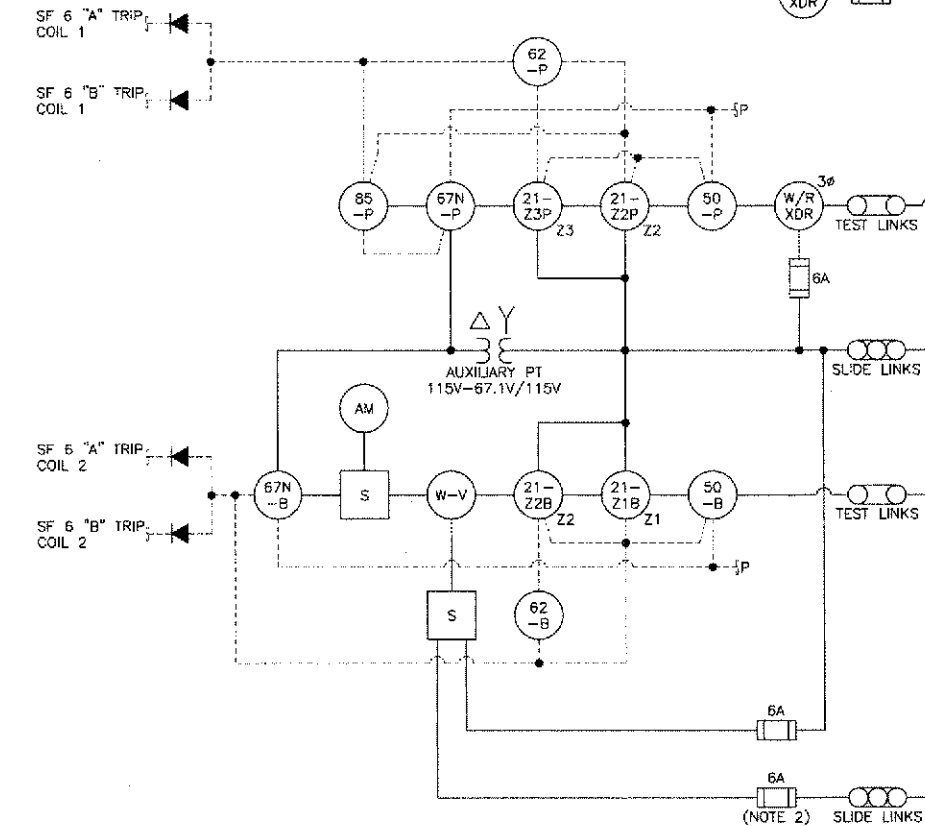 XDR
SF 6 "A" TRIP
COIL 1
SF 6 "B" TRIP
COIL 1
62
-P
P
85
-P
67N
-P
21-
Z3P
Z3
21-
Z2P
Z2
50
-P
W/R
XDR
3ø
TEST LINKS
6A
Δ Y
AUXILIARY PT
115V-67.1V/115V
SLIDE LINKS
AM
SF 6 "A" TRIP
COIL 2
SF 6 "B" TRIP
COIL 2
67N
-B
S
W-V
21-
Z2B
Z2
21-
Z1B
Z1
50
-B
TEST LINKS
P
S
62
-B
6A
6A
(NOTE 2)
SLIDE LINKS